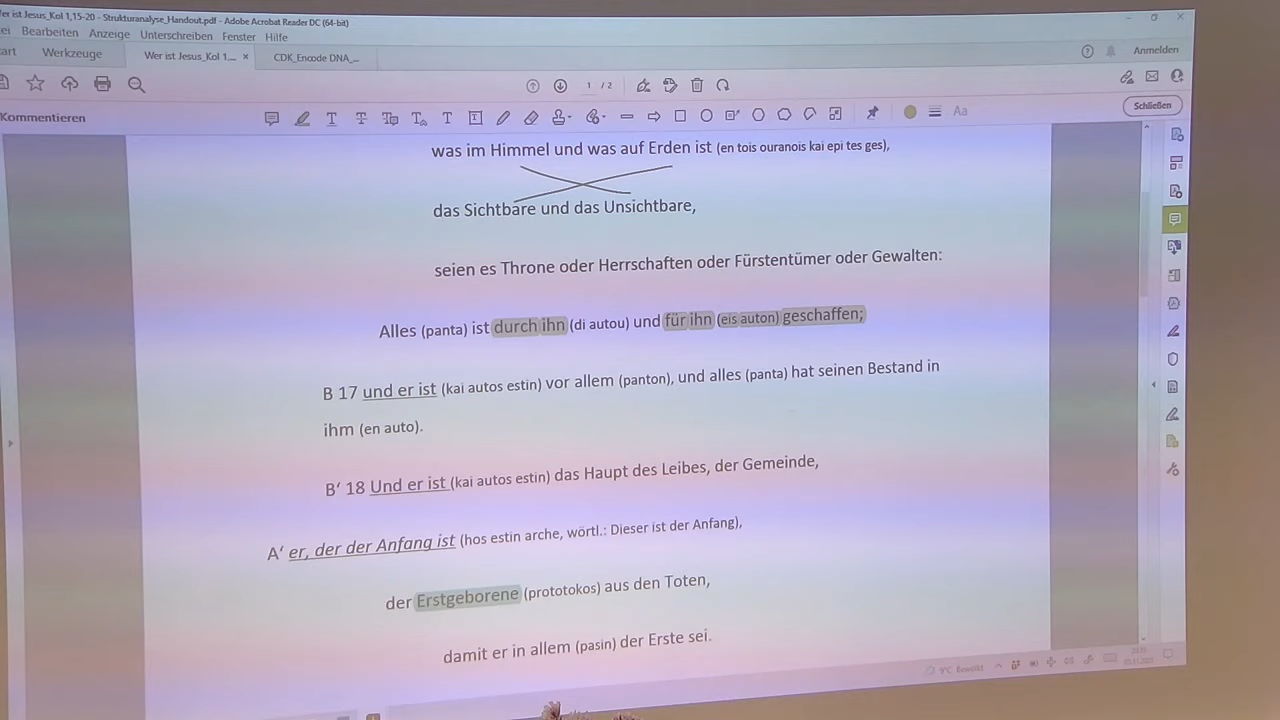 er ist Jesus_Kol 1,15-20 - Strukturanalyse_Handout.pdf - Adobe Acrobat Reader DC (64-bit)
ei Bearbeiten Anzeige Unterschreiben Fenster Hilfe
art Werkzeuge Wer ist Jesus_Kol 1,... × CDK_Encode DNA_... Anmelden
1 / 2
Kommentieren Aa Schließen
was im Himmel und was auf Erden ist (en tois ouranois kai epi tes ges),
das Sichtbare und das Unsichtbare,
seien es Throne oder Herrschaften oder Fürstentümer oder Gewalten:
Alles (panta) ist durch ihn (di autou) und für ihn (eis auton) geschaffen;
B 17 und er ist (kai autos estin) vor allem (panton), und alles (panta) hat seinen Bestand in
ihm (en auto).
B‘ 18 Und er ist (kai autos estin) das Haupt des Leibes, der Gemeinde,
A‘ er, der der Anfang ist (hos estin arche, wörtl.: Dieser ist der Anfang),
der Erstgeborene (prototokos) aus den Toten,
damit er in allem (pasin) der Erste sei.
9°C Bewölkt